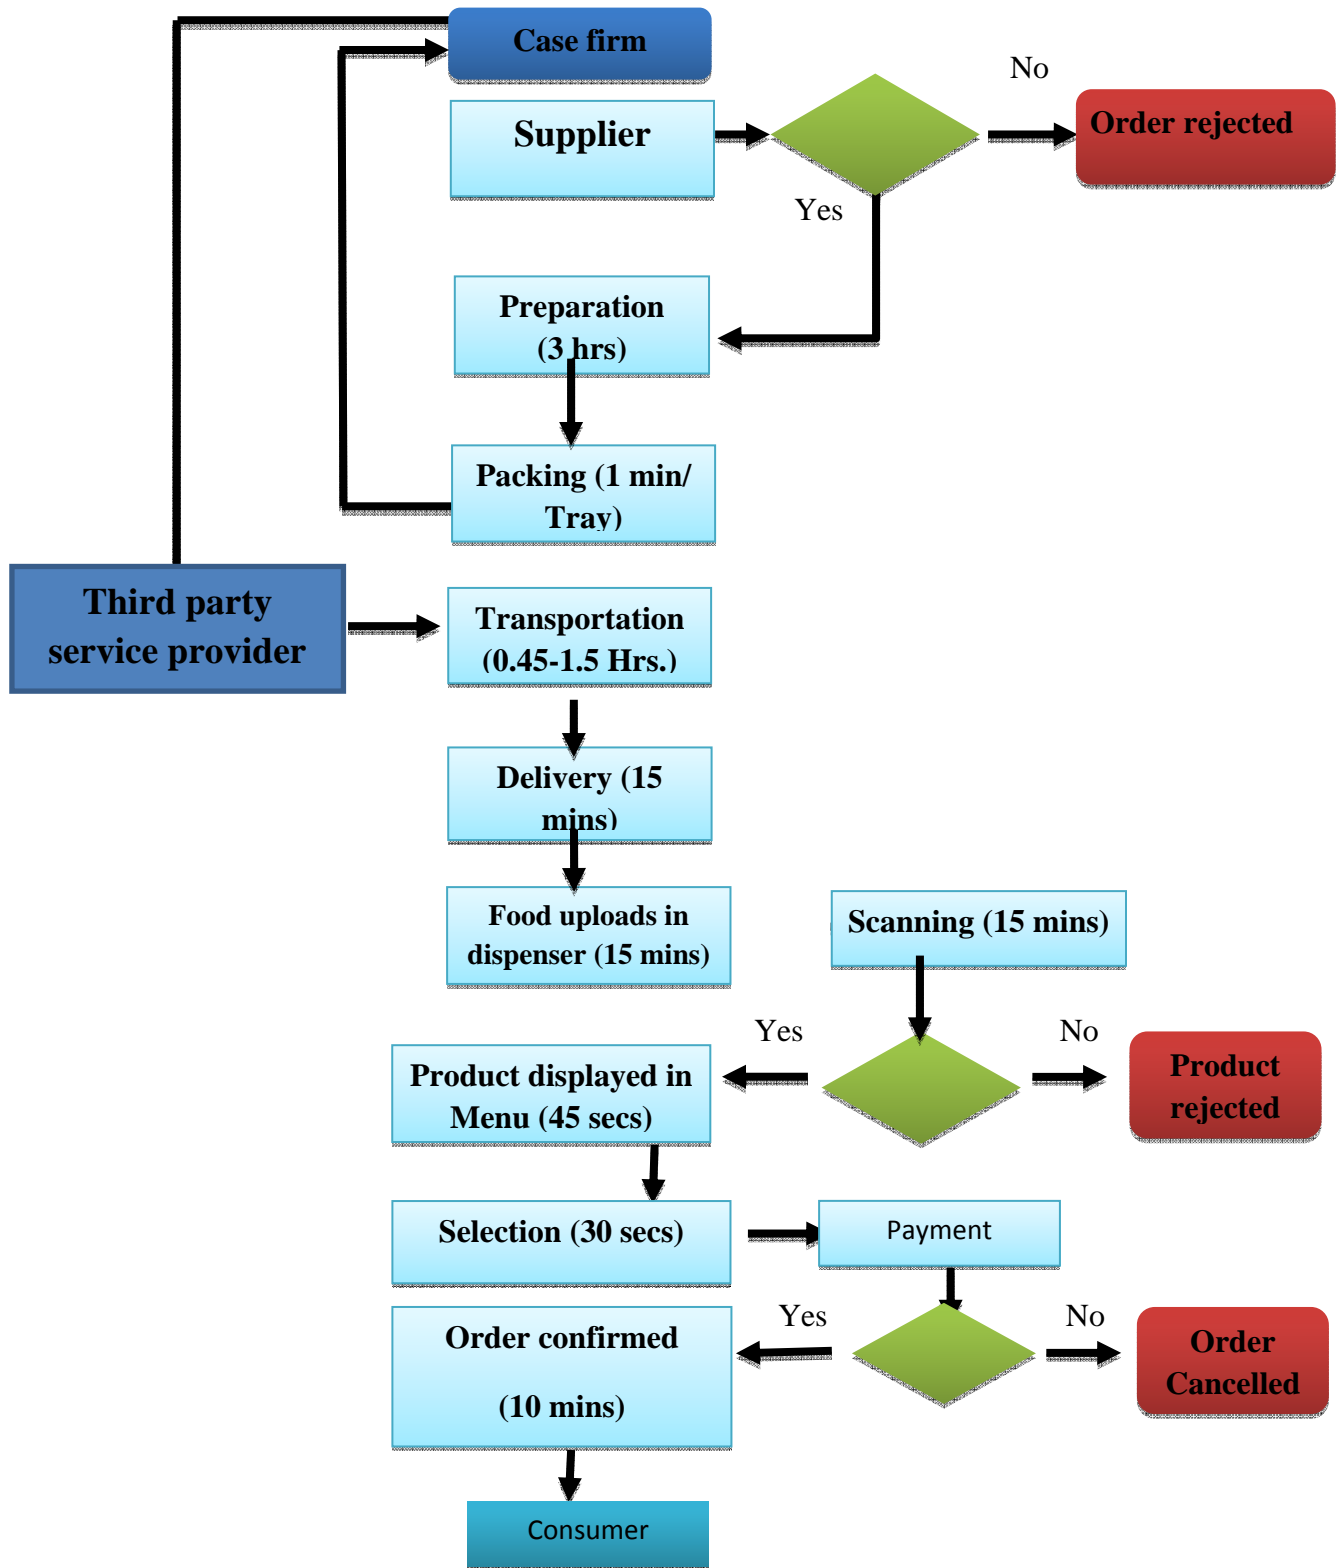 Case firm
No
Supplier
Order rejected
Yes
Preparation
(3 hrs)
Packing (1 min/
Tray)
Third party
service provider
Transportation
(0.45-1.5 Hrs.)
Delivery (15
mins)
Food uploads in
dispenser (15 mins)
Scanning (15 mins)
Yes
No
Product displayed in
Menu (45 secs)
Product
rejected
Selection (30 secs)
Payment
Yes
No
Order confirmed
(10 mins)
Order
Cancelled
Consumer